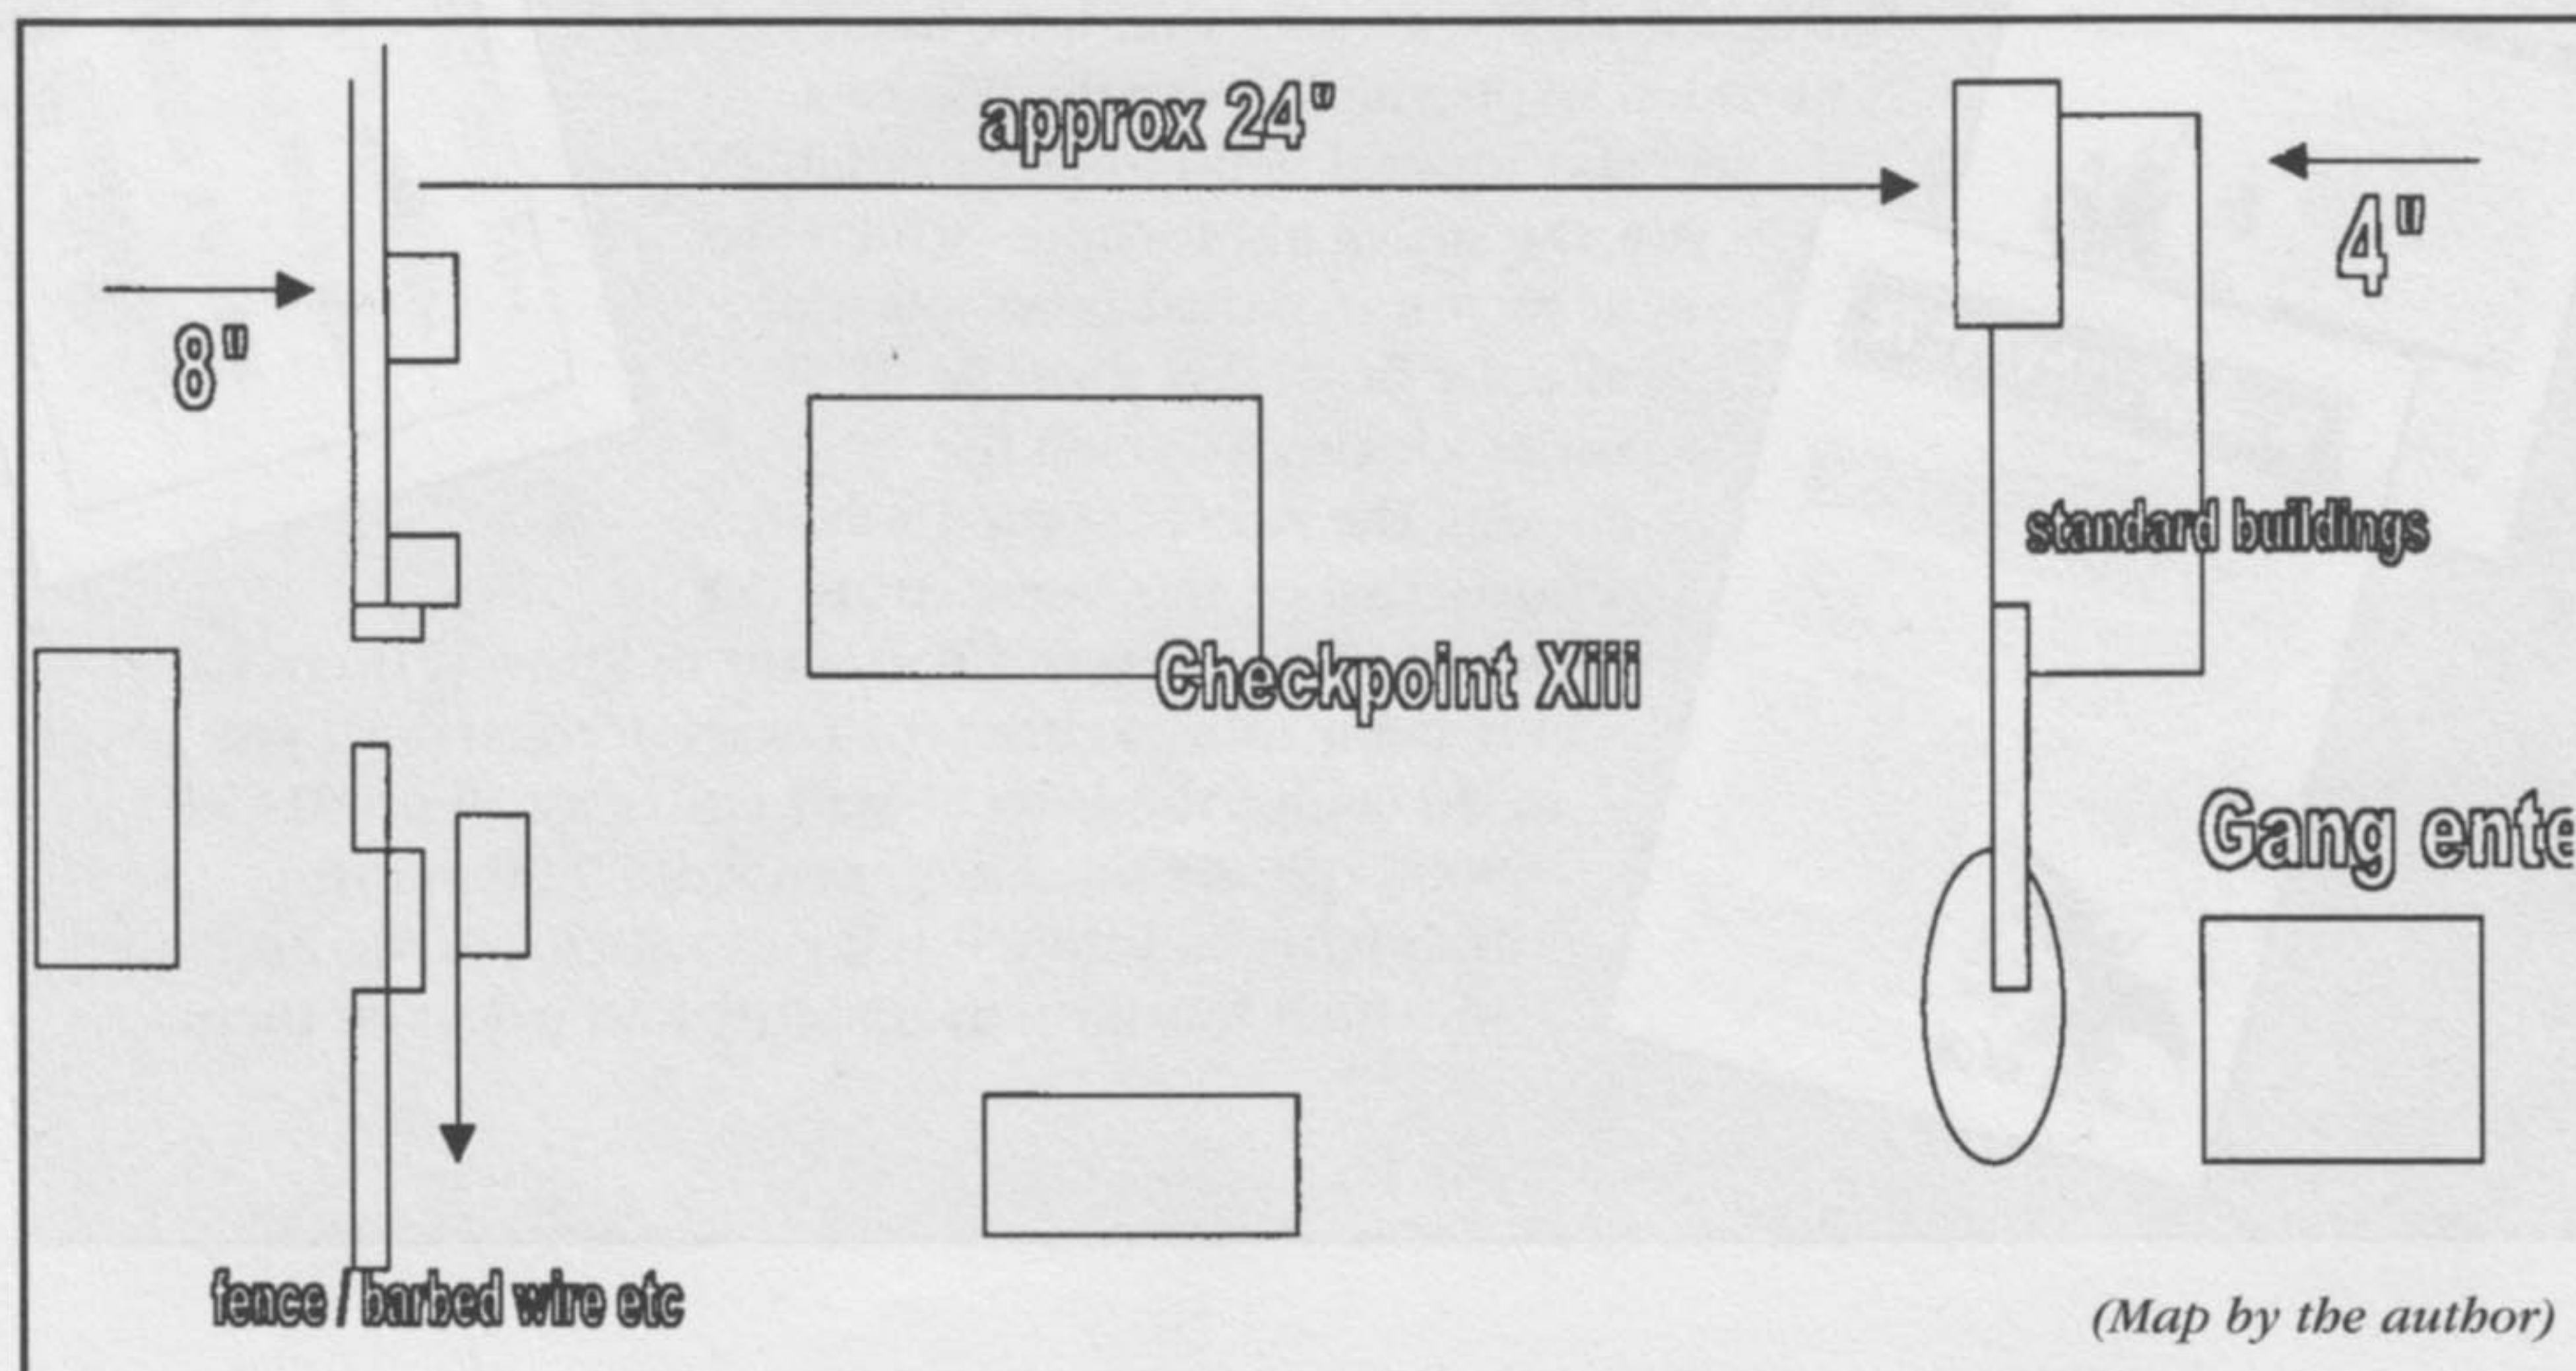 approx 24"
4"
8"
standard buildings
Checkpoint Xiii
Gang ente
fence / barbed wire etc
(Map by the author)